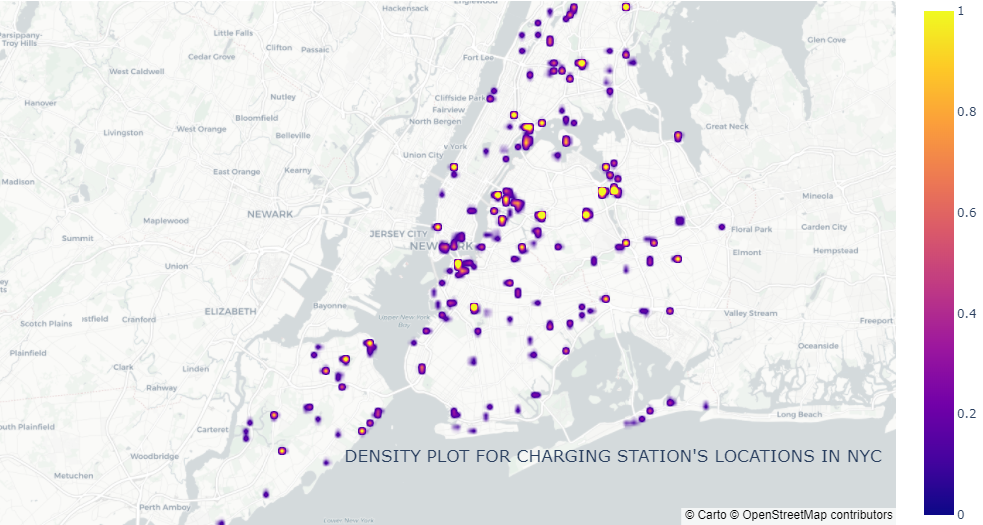 Hackensack
Englewood
1
Parsippany-
Troy Hills
Little Falls
Clifton
Passaic
Glen Cove
Cedar Grove
Fort Lee
West Caldwell
Hanover
Nutley
Cliffside Park
0.8
Bloomfield
Fairview
Livingston
West Orange
Belleville
North Bergen
Great Neck
v York
Union City
East Orange
Kearny
Madison
Mineola
NEWARK
0.6
Maplewood
Floral Park
Garden City
Summit
JERSEY CITY
NEW YORK
Elmont
Hempstead
Union
Bayonne
ELIZABETH
0.4
Scotch Plains
stfield
Cranford
Upper New York
Bay
Valley Stream
Freeport
Plainfield
Oceanside
Clark
Linden
Rahway
0.2
Long Beach
outh Plainfield
Carteret
Woodbridge
DENSITY PLOT FOR CHARGING STATION'S LOCATIONS IN NYC
Metuchen
Perth Amboy
Lower New York
© Carto © OpenStreetMap contributors
0